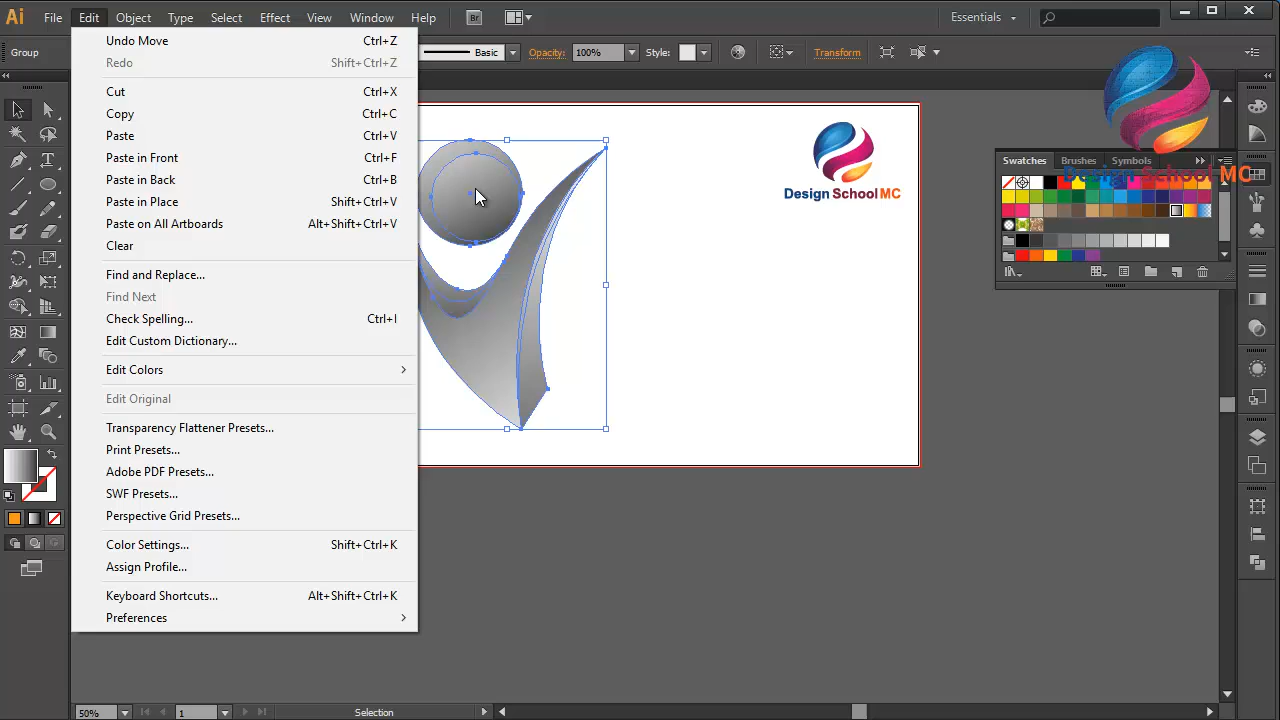 Ai File Edit Object Type Select Effect View Window Help Br Essentials
Group Basic Opacity: 100% Style: Transform
Undo Move Ctrl+Z
Redo Shift+Ctrl+Z
Cut Ctrl+X
Copy Ctrl+C
Paste Ctrl+V
Paste in Front Ctrl+F
Paste in Back Ctrl+B
Paste in Place Shift+Ctrl+V
Paste on All Artboards Alt+Shift+Ctrl+V
Clear
Find and Replace...
Find Next
Check Spelling... Ctrl+I
Edit Custom Dictionary...
Edit Colors
Edit Original
Transparency Flattener Presets...
Print Presets...
Adobe PDF Presets...
SWF Presets...
Perspective Grid Presets...
Color Settings... Shift+Ctrl+K
Assign Profile...
Keyboard Shortcuts... Alt+Shift+Ctrl+K
Preferences
Design School MC
Swatches Brushes Symbols
Design School MC
50% 1 Selection